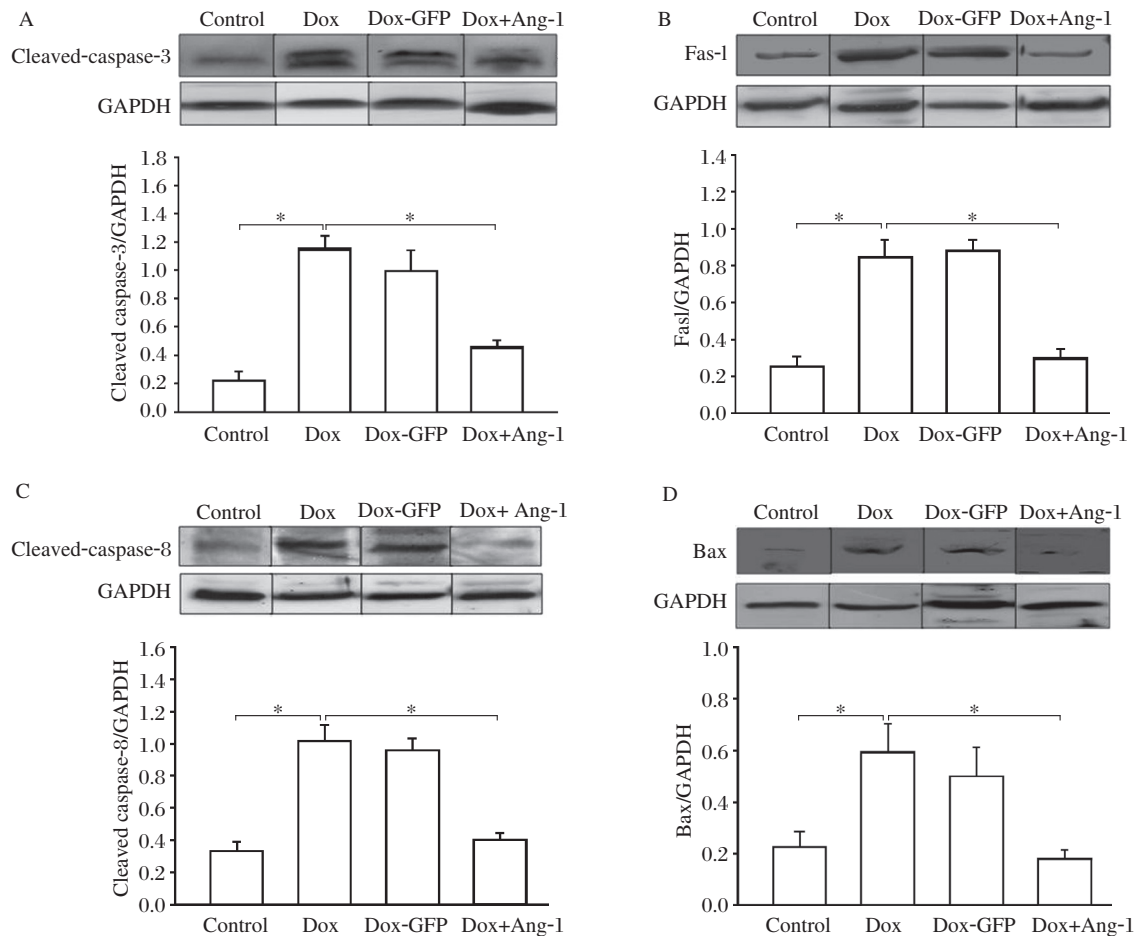 A
Control Dox Dox-GFP Dox+Ang-1
Cleaved-caspase-3
GAPDH
Cleaved caspase-3/GAPDH
1.8
1.6
1.4
1.2
1.0
0.8
0.6
0.4
0.2
0.0
* *
Control Dox Dox-GFP Dox+Ang-1
B
Control Dox Dox-GFP Dox+Ang-1
Fas-l
GAPDH
Fasl/GAPDH
1.4
1.2
1.0
0.8
0.6
0.4
0.2
0.0
* *
Control Dox Dox-GFP Dox+Ang-1
C
Control Dox Dox-GFP Dox+ Ang-1
Cleaved-caspase-8
GAPDH
Cleaved caspase-8/GAPDH
1.6
1.4
1.2
1.0
0.8
0.6
0.4
0.2
0.0
* *
Control Dox Dox-GFP Dox+Ang-1
D
Control Dox Dox-GFP Dox+Ang-1
Bax
GAPDH
Bax/GAPDH
1.0
0.8
0.6
0.4
0.2
0.0
* *
Control Dox Dox-GFP Dox+Ang-1